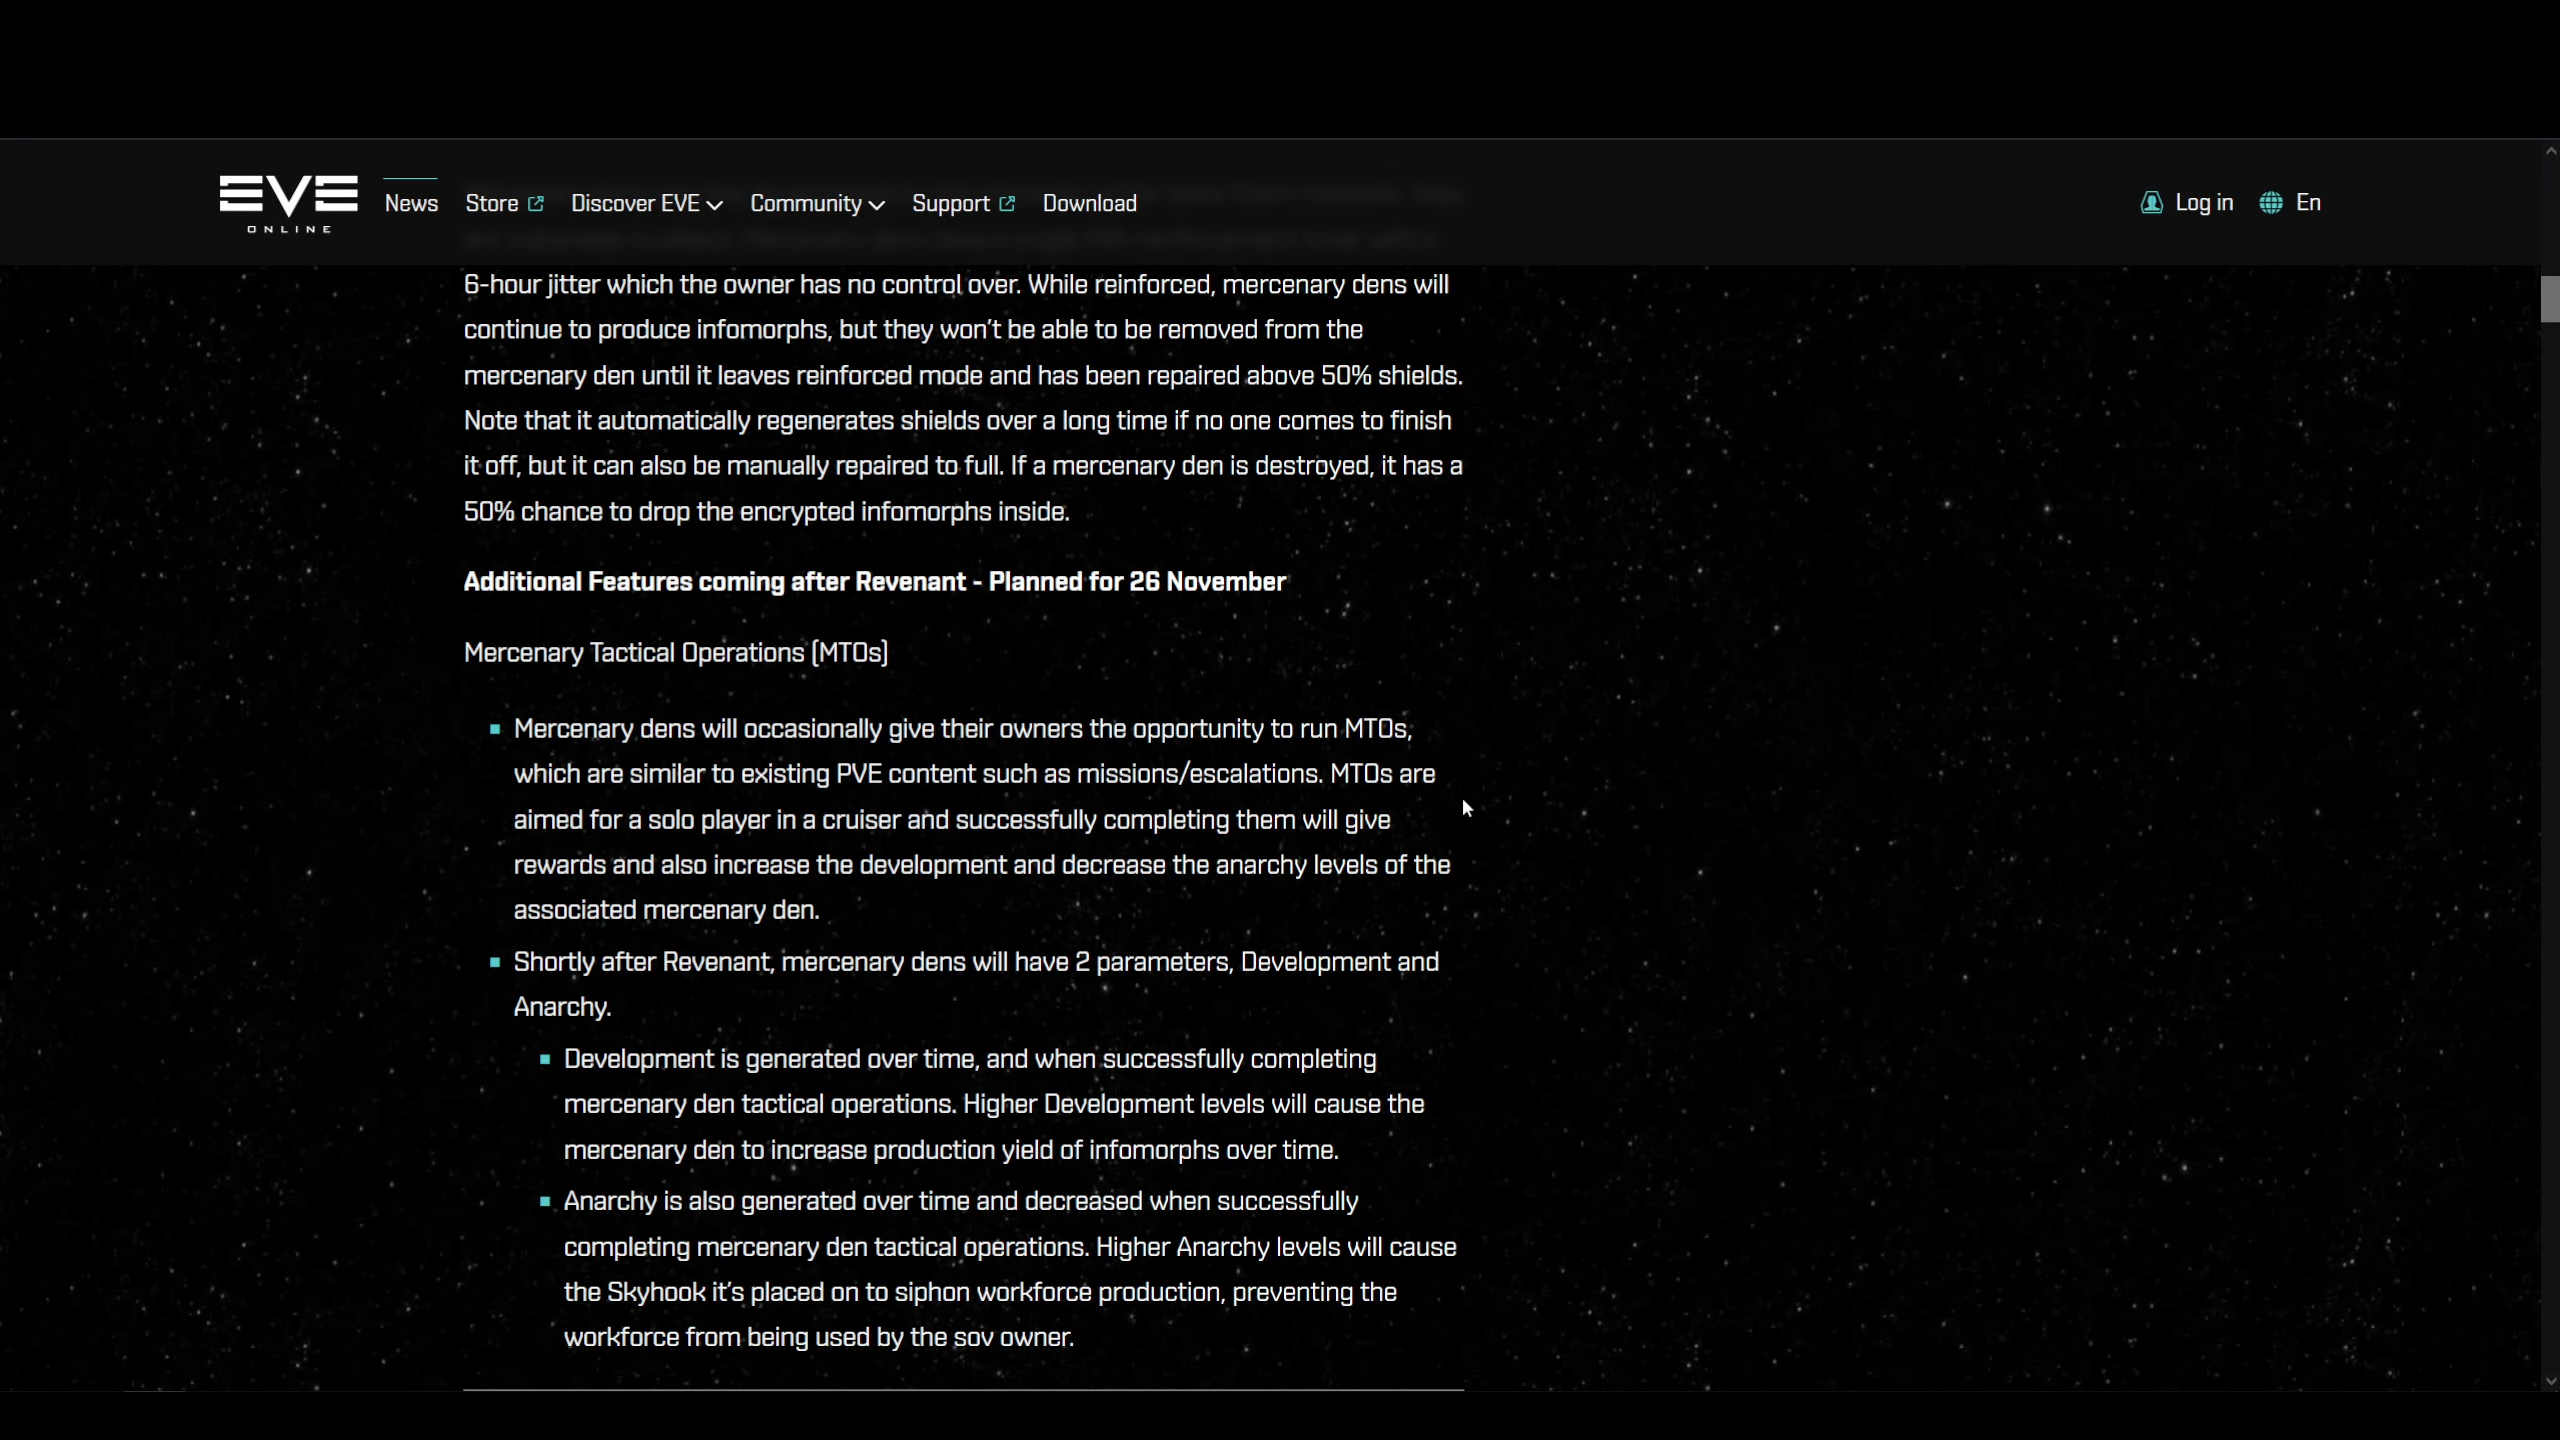 EVE
ONLINE
News
Store
Discover EVE
Community
Support
Download
Log in
En
6-hour jitter which the owner has no control over. While reinforced, mercenary dens will
continue to produce infomorphs, but they won't be able to be removed from the
mercenary den until it leaves reinforced mode and has been repaired above 50% shields.
Note that it automatically regenerates shields over a long time if no one comes to finish
it off, but it can also be manually repaired to full. If a mercenary den is destroyed, it has a
50% chance to drop the encrypted infomorphs inside.
Additional Features coming after Revenant - Planned for 26 November
Mercenary Tactical Operations (MTOs)
Mercenary dens will occasionally give their owners the opportunity to run MTOs,
which are similar to existing PVE content such as missions/escalations. MTOs are
aimed for a solo player in a cruiser and successfully completing them will give
rewards and also increase the development and decrease the anarchy levels of the
associated mercenary den.
Shortly after Revenant, mercenary dens will have 2 parameters, Development and
Anarchy.
Development is generated over time, and when successfully completing
mercenary den tactical operations. Higher Development levels will cause the
mercenary den to increase production yield of infomorphs over time.
Anarchy is also generated over time and decreased when successfully
completing mercenary den tactical operations. Higher Anarchy levels will cause
the Skyhook it's placed on to siphon workforce production, preventing the
workforce from being used by the sov owner.